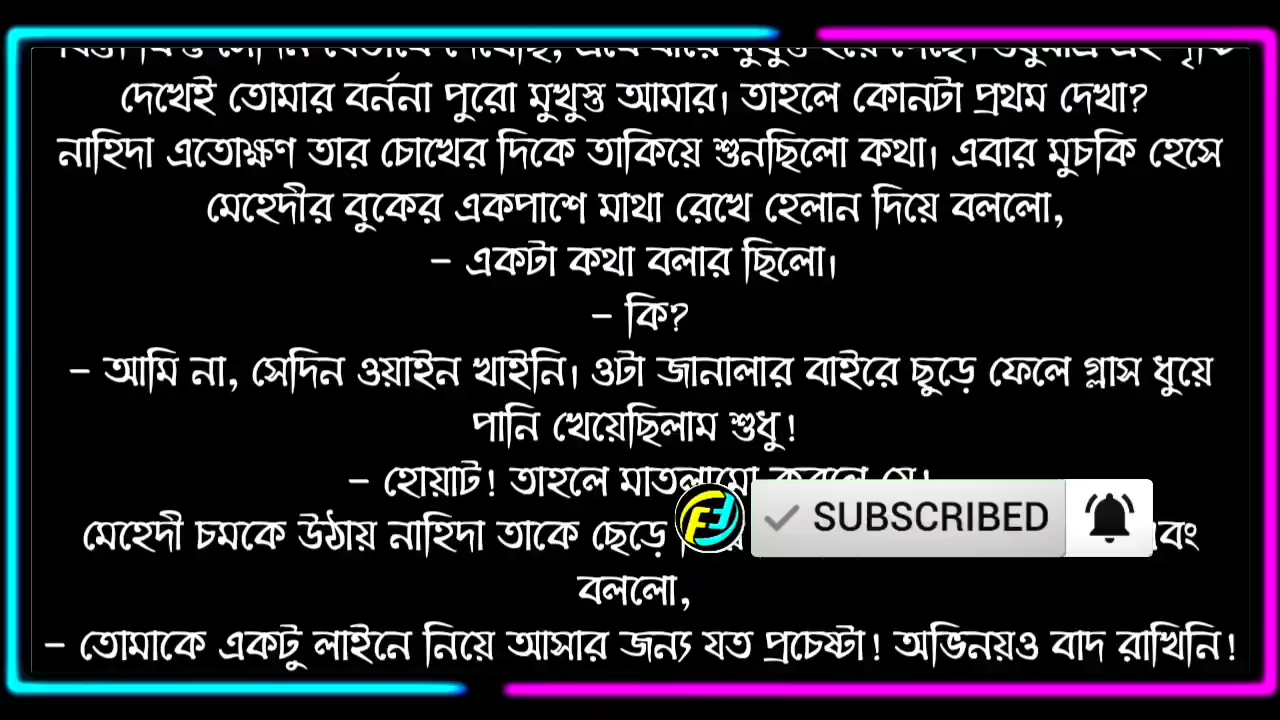 দেখেই তোমার বর্ননা পুরো মুখুস্ত আমার। তাহলে কোনটা প্রথম দেখা?
নাহিদা এতোক্ষণ তার চোখের দিকে তাকিয়ে শুনছিলো কথা। এবার মুচকি হেসে
মেহেদীর বুকের একপাশে মাথা রেখে হেলান দিয়ে বললো,
– একটা কথা বলার ছিলো।
– কি?
– আমি না, সেদিন ওয়াইন খাইনি। ওটা জানালার বাইরে ছুড়ে ফেলে গ্লাস ধুয়ে
পানি খেয়েছিলাম শুধু!
– হোয়াট! তাহলে মাতলামো
মেহেদী চমকে উঠায় নাহিদা তাকে ছেড়ে
SUBSCRIBED
বললো,
– তোমাকে একটু লাইনে নিয়ে আসার জন্য যত প্রচেষ্টা! অভিনয়ও বাদ রাখিনি!